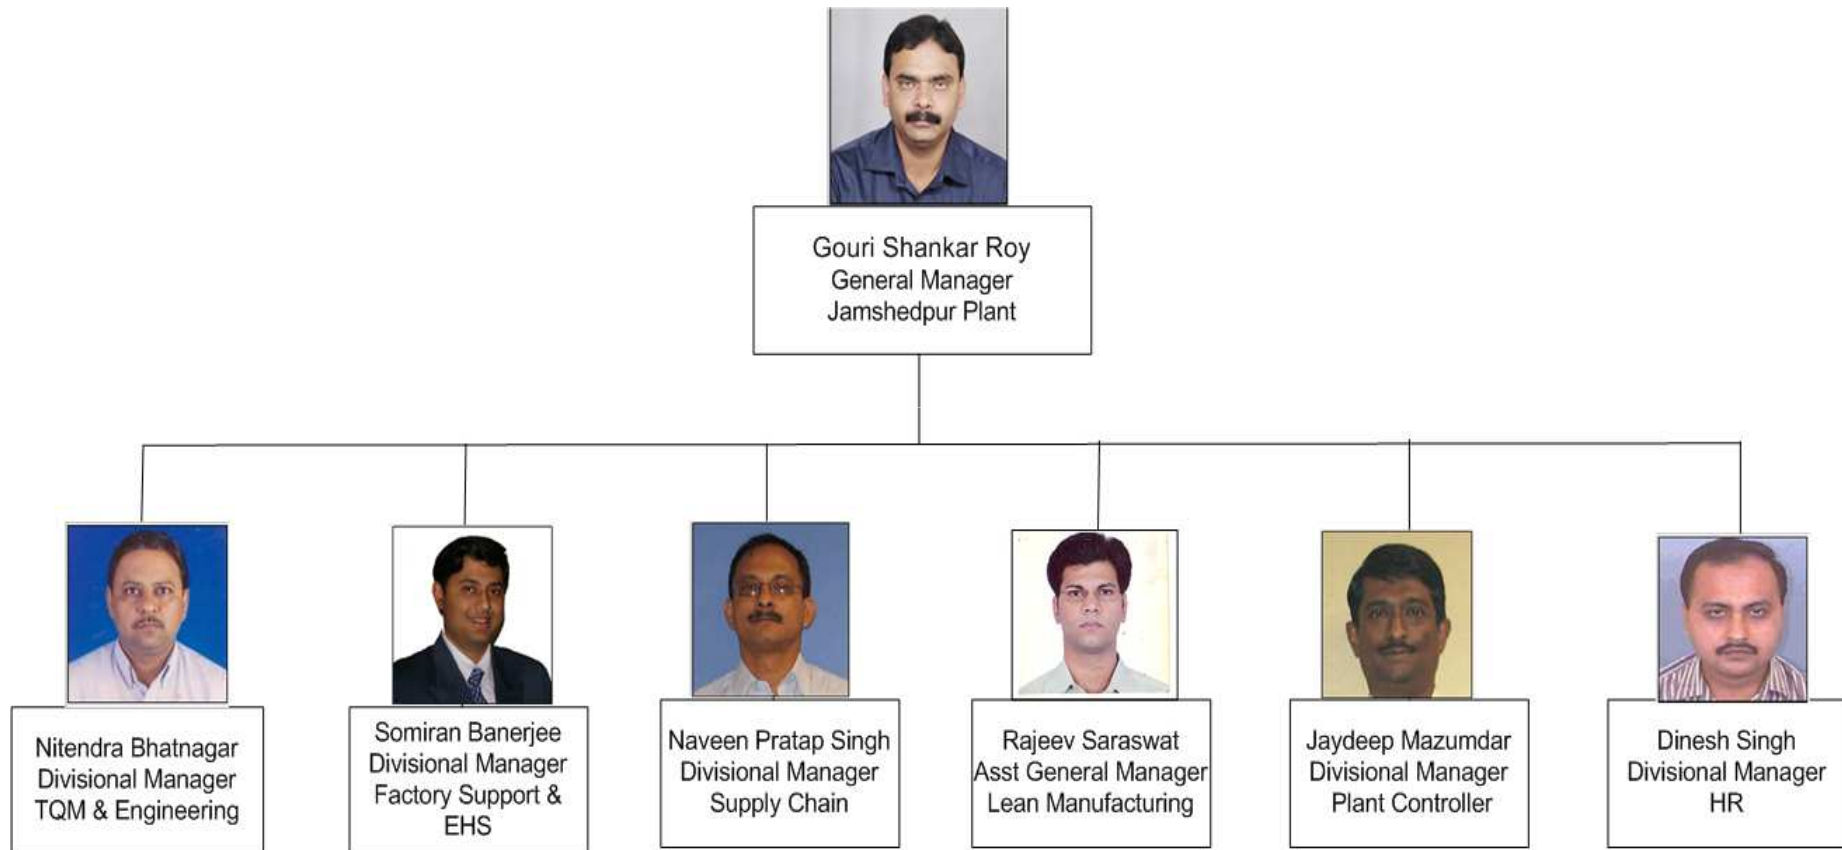 Gouri Shankar Roy
General Manager
Jamshedpur Plant
Nitendra Bhatnagar
Divisional Manager
TQM & Engineering
Somiran Banerjee
Divisional Manager
Factory Support &
EHS
Naveen Pratap Singh
Divisional Manager
Supply Chain
Rajeev Saraswat
Asst General Manager
Lean Manufacturing
Jaydeep Mazumdar
Divisional Manager
Plant Controller
Dinesh Singh
Divisional Manager
HR